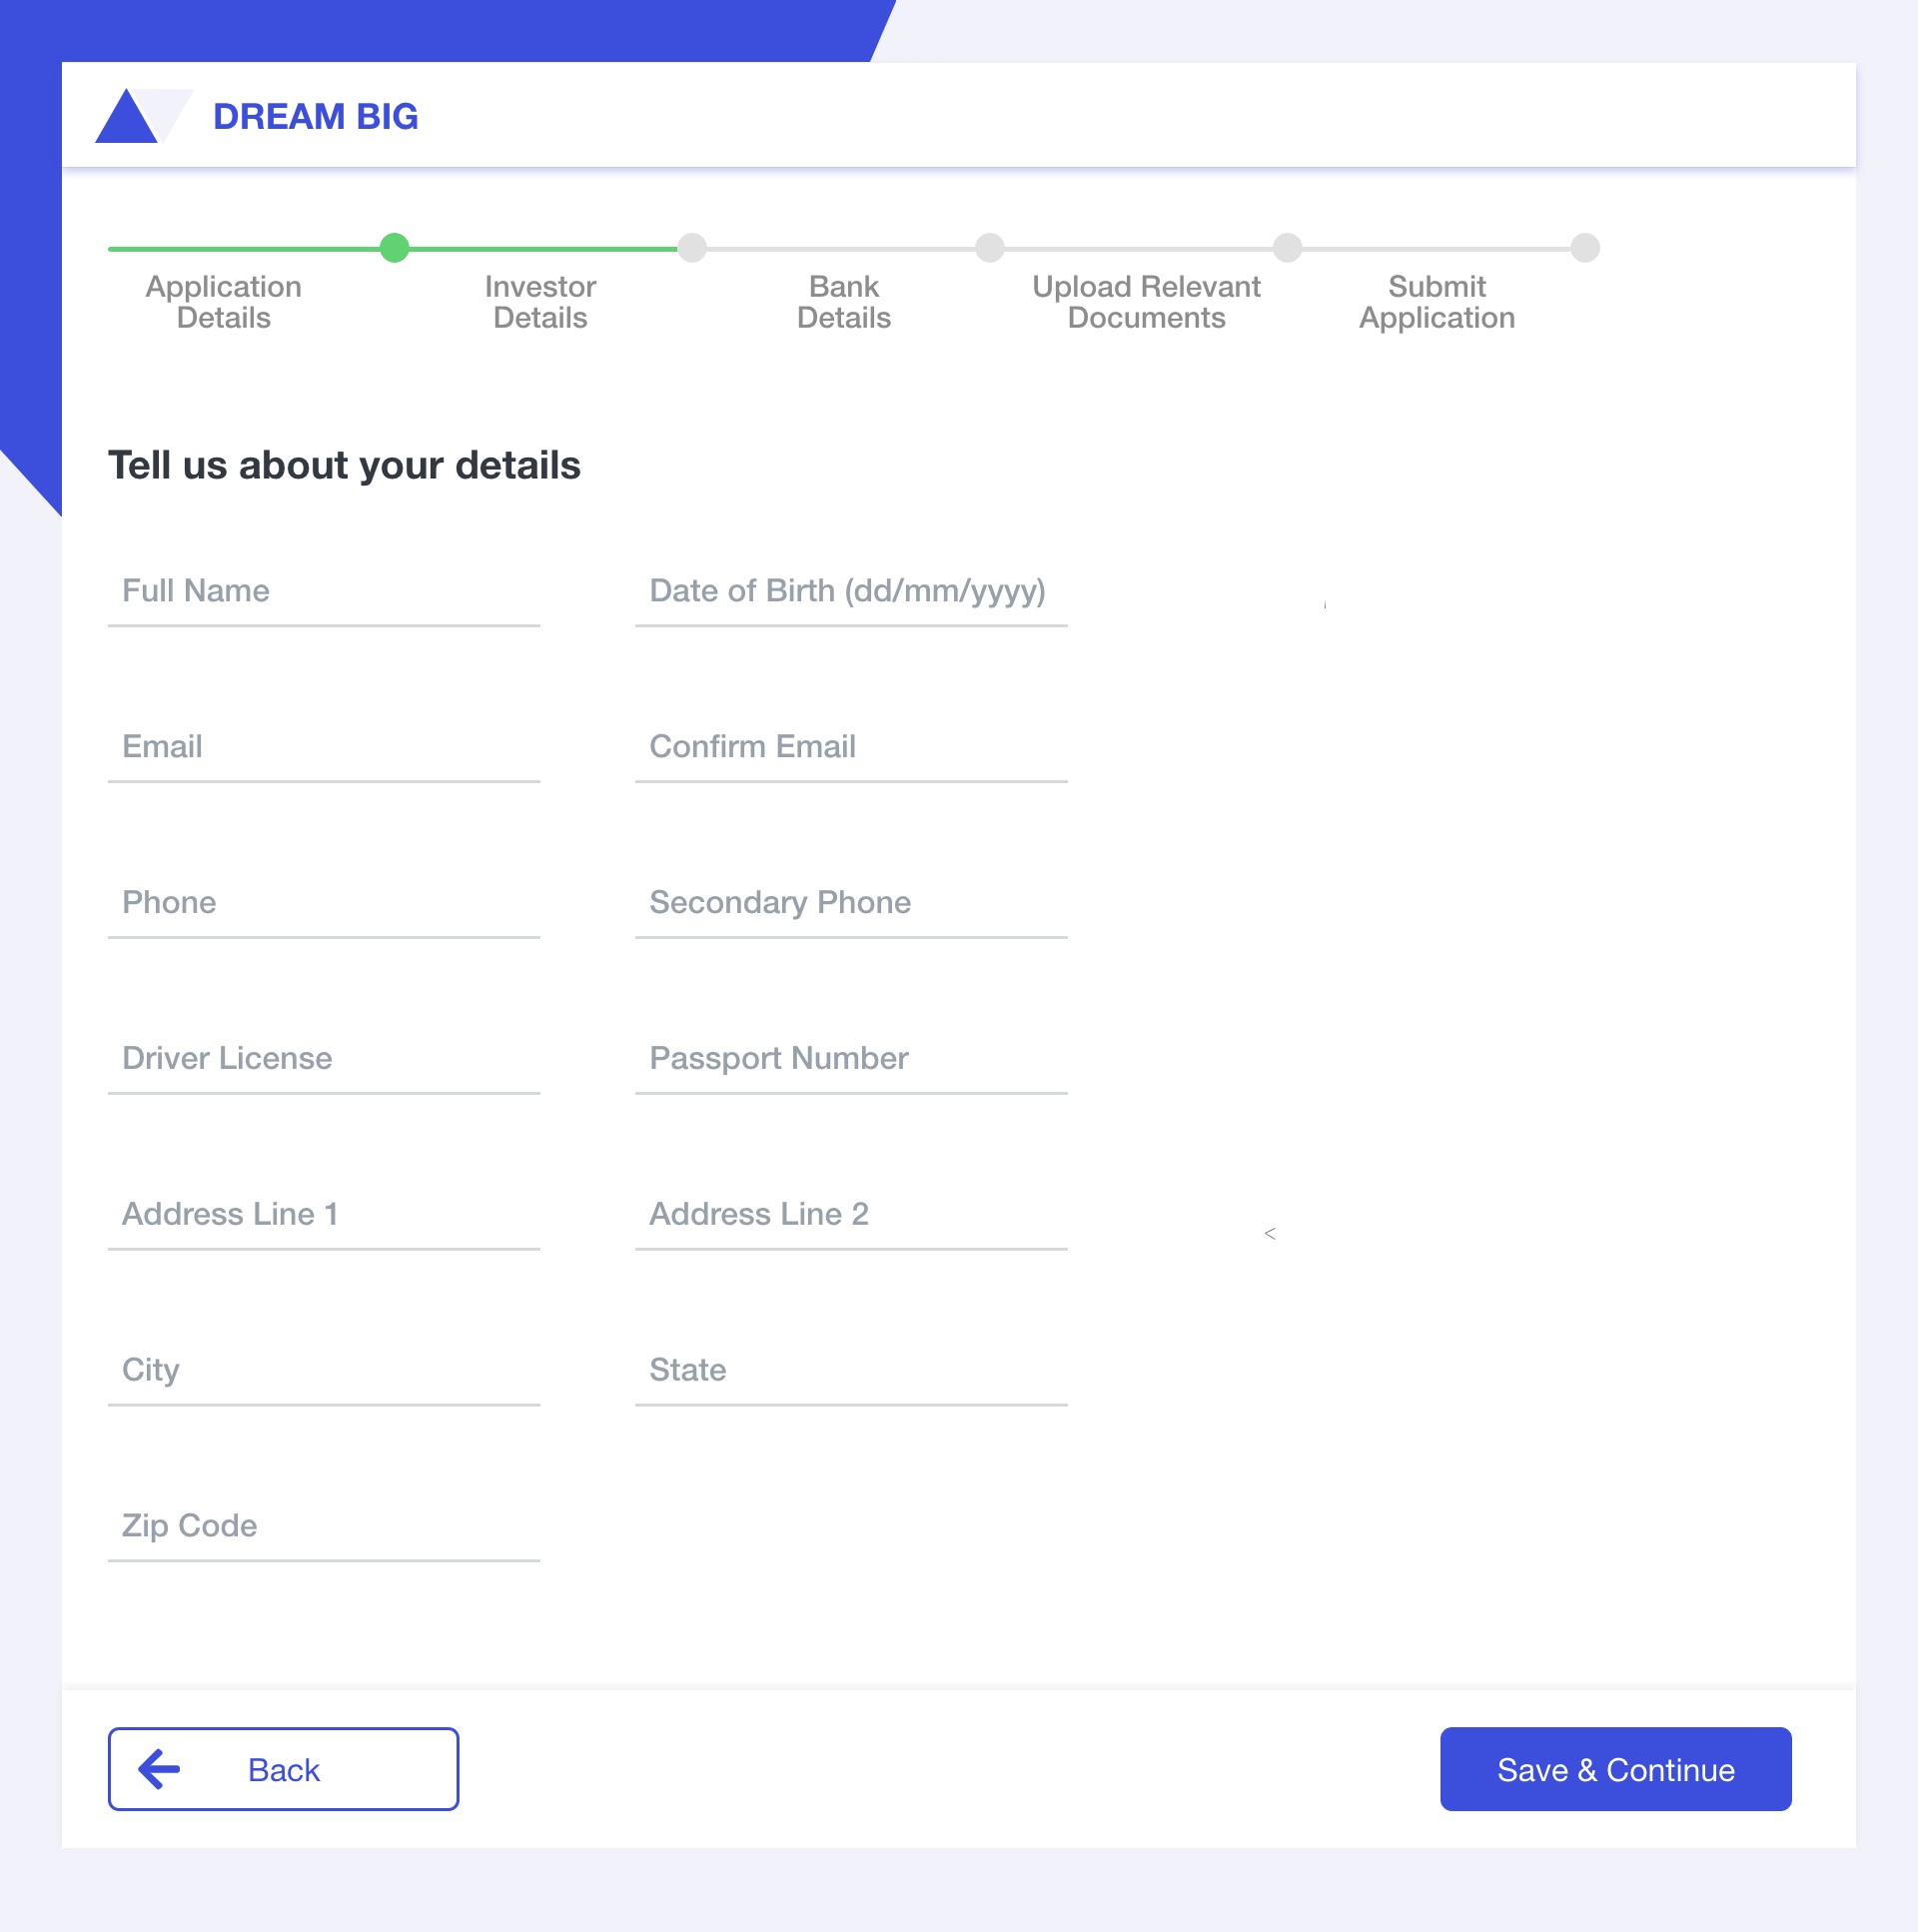 DREAM BIG
Application
Details
Investor
Details
Bank
Details
Upload Relevant
Documents
Submit
Application
Tell us about your details
Full Name
Date of Birth (dd/mm/yyyy)
Email
Confirm Email
Phone
Secondary Phone
Driver License
Passport Number
Address Line 1
Address Line 2
<
City
State
Zip Code
Back
Save & Continue